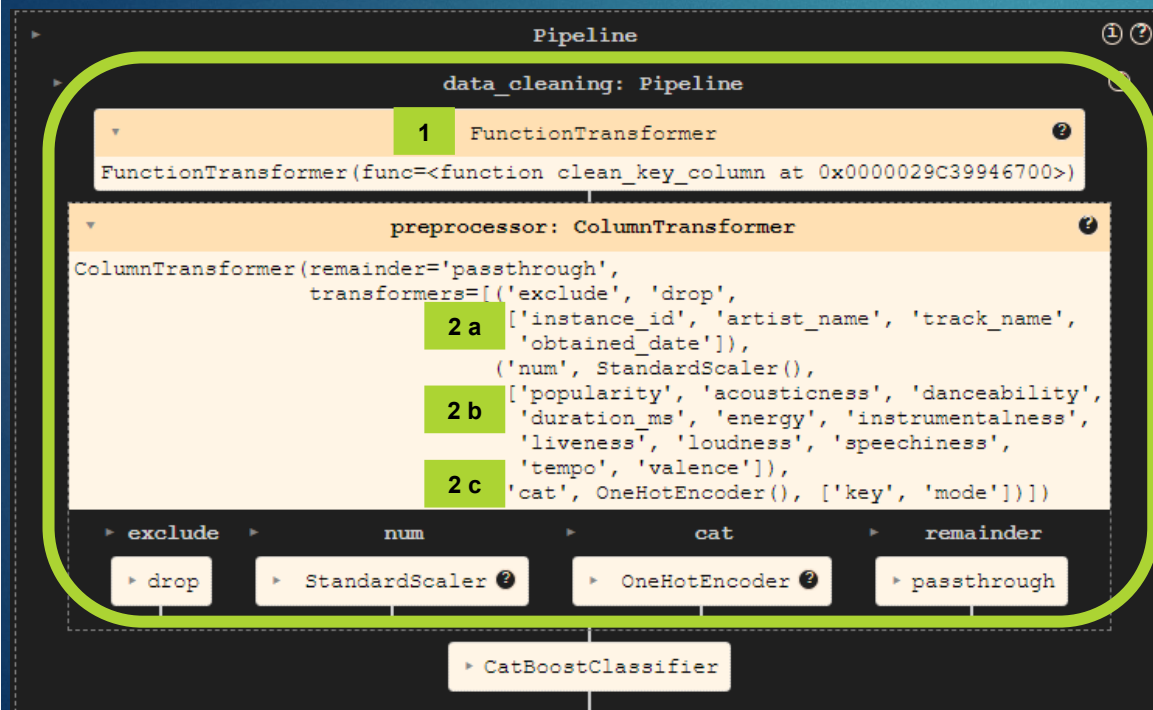 Pipeline
data_cleaning: Pipeline
1 FunctionTransformer
FunctionTransformer(func=<function clean_key_column at 0x0000029C39946700>)
preprocessor: ColumnTransformer
ColumnTransformer(remainder='passthrough',
transformers=[('exclude', 'drop',
2 a ['instance_id', 'artist_name', 'track_name',
'obtained_date']),
('num', StandardScaler(),
2 b ['popularity', 'acousticness', 'danceability',
'duration_ms', 'energy', 'instrumentalness',
'liveness', 'loudness', 'speechiness',
'tempo', 'valence']),
2 c 'cat', OneHotEncoder(), ['key', 'mode'])])
exclude num cat remainder
drop StandardScaler ? OneHotEncoder ? passthrough
CatBoostClassifier